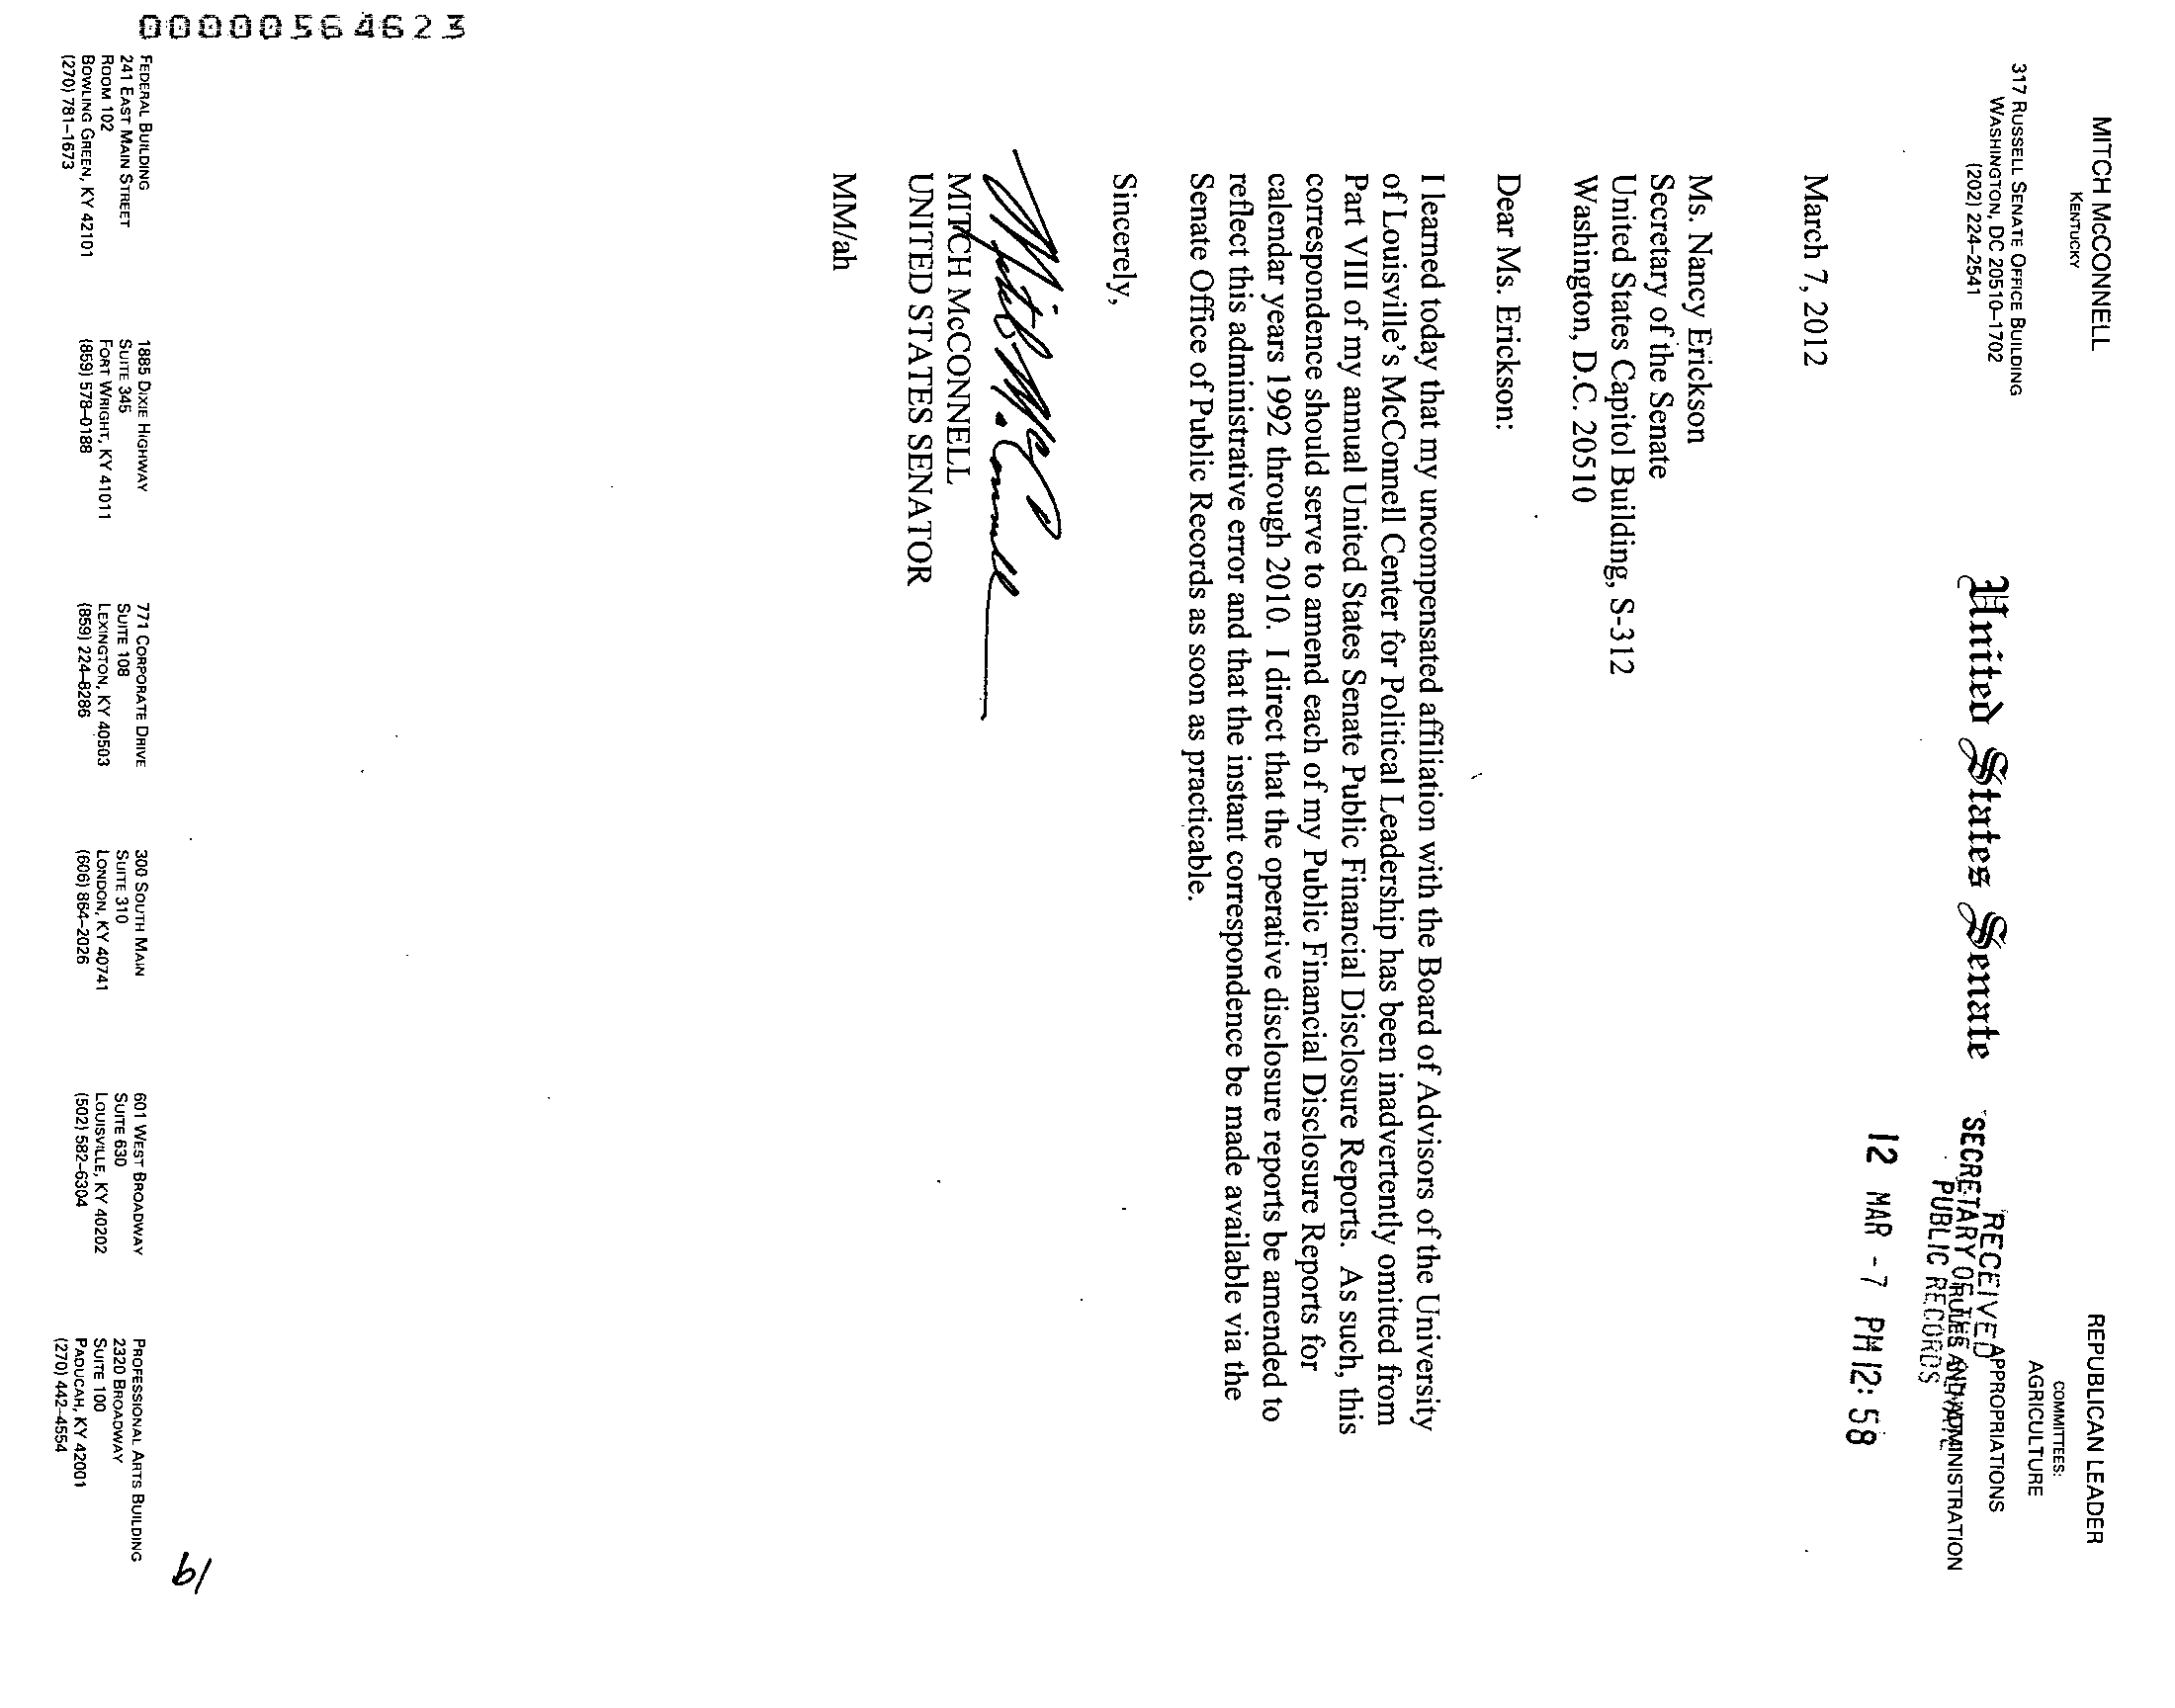 MITCH McCONNELL
KENTUCKY
317 RUSSELL SENATE OFFICE BUILDING
WASHINGTON, DC 20510–1702
(202) 224–2541
United States Senate
REPUBLICAN LEADER
COMMITTEES:
AGRICULTURE
APPROPRIATIONS
RULES AND ADMINISTRATION
RECEIVED
SECRETARY OF THE SENATE
PUBLIC RECORDS
12 MAR -7 PM 12: 58
March 7, 2012
Ms. Nancy Erickson
Secretary of the Senate
United States Capitol Building, S-312
Washington, D.C. 20510
Dear Ms. Erickson:
I learned today that my uncompensated affiliation with the Board of Advisors of the University
of Louisville's McConnell Center for Political Leadership has been inadvertently omitted from
Part VIII of my annual United States Senate Public Financial Disclosure Reports. As such, this
correspondence should serve to amend each of my Public Financial Disclosure Reports for
calendar years 1992 through 2010. I direct that the operative disclosure reports be amended to
reflect this administrative error and that the instant correspondence be made available via the
Senate Office of Public Records as soon as practicable.
Sincerely,
Mitch McConnell
MITCH McCONNELL
UNITED STATES SENATOR
MM/ah
FEDERAL BUILDING
241 EAST MAIN STREET
ROOM 102
BOWLING GREEN, KY 42101
(270) 781–1673
1885 DIXIE HIGHWAY
SUITE 345
FORT WRIGHT, KY 41011
(859) 578–0188
771 CORPORATE DRIVE
SUITE 108
LEXINGTON, KY 40503
(859) 224–8286
300 SOUTH MAIN
SUITE 310
LONDON, KY 40741
(606) 864–2026
601 WEST BROADWAY
SUITE 630
LOUISVILLE, KY 40202
(502) 582–6304
PROFESSIONAL ARTS BUILDING
2320 BROADWAY
SUITE 100
PADUCAH, KY 42001
(270) 442–4554
00000564623